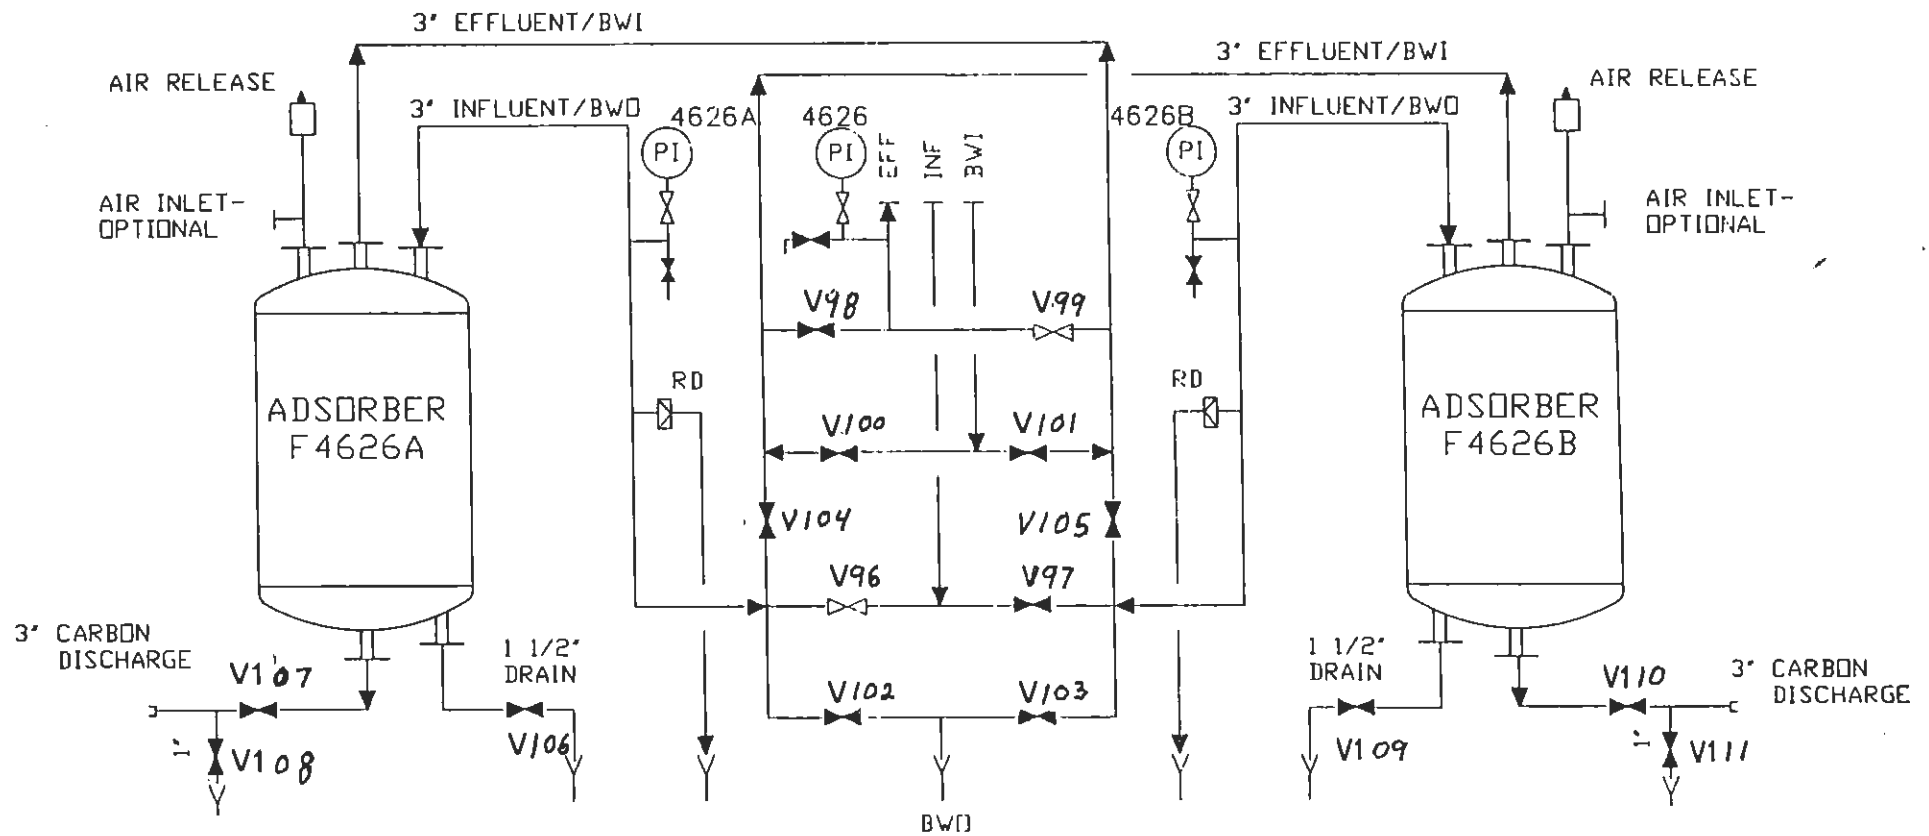 3" EFFLUENT/BWI
3" EFFLUENT/BWI
AIR RELEASE
AIR RELEASE
3" INFLUENT/BWO
3" INFLUENT/BWO
4626A
4626
4626B
PI
PI
PI
EFF
INF
BWI
AIR INLET-
OPTIONAL
AIR INLET-
OPTIONAL
V98
V99
RD
RD
ADSORBER
F4626A
ADSORBER
F4626B
V100
V101
V104
V105
V96
V97
3" CARBON
DISCHARGE
1 1/2"
DRAIN
1 1/2"
DRAIN
3" CARBON
DISCHARGE
V107
V102
V103
V110
1"
V108
V106
V109
1"
V111
BWO